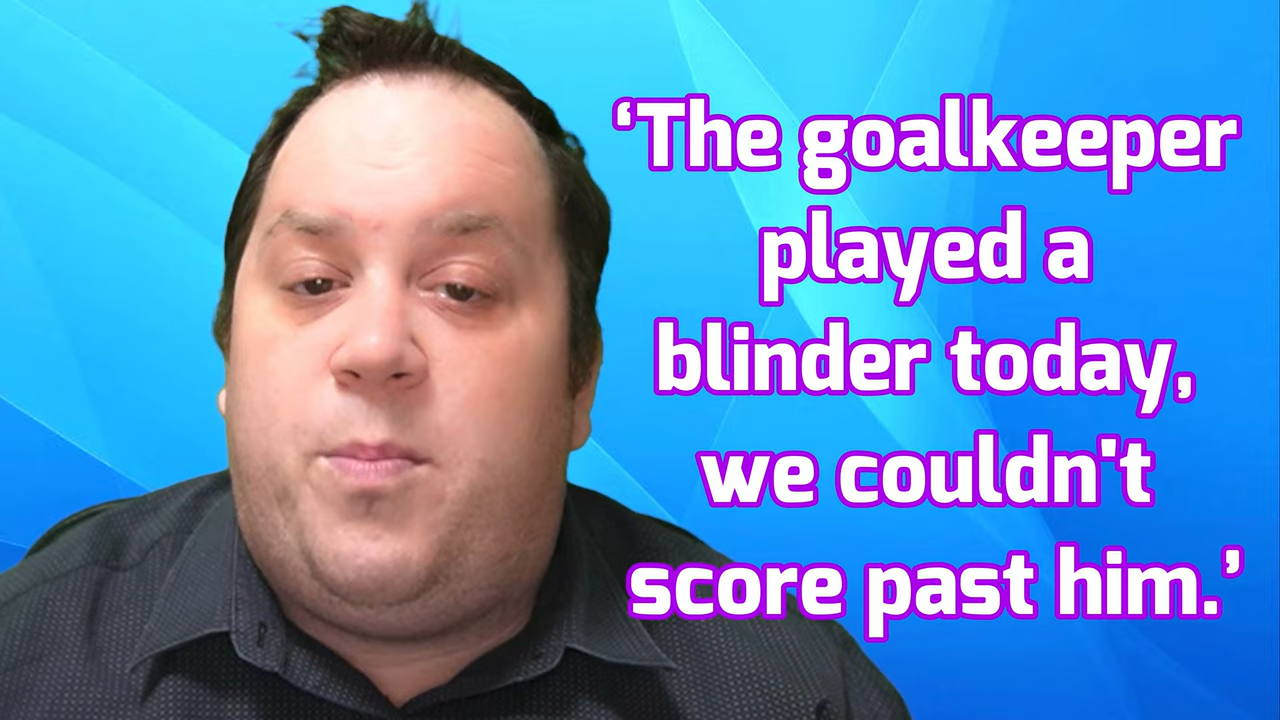 ‘The goalkeeper
played a
blinder today,
we couldn't
score past him.’